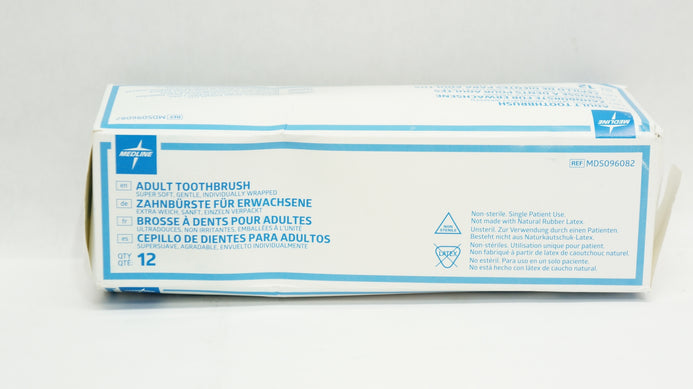 ADULT TOOTHBRUSH
12
REF MDS096082
MEDLINE
MEDLINE
REF MDS096082
en ADULT TOOTHBRUSH
SUPER SOFT, GENTLE, INDIVIDUALLY WRAPPED
de ZAHNBÜRSTE FÜR ERWACHSENE
EXTRA WEICH, SANFT, EINZELN VERPACKT
fr BROSSE À DENTS POUR ADULTES
ULTRADOUCES, NON IRRITANTES, EMBALLÉES À L'UNITÉ
es CEPILLO DE DIENTES PARA ADULTOS
SUPERSUAVE, AGRADABLE, ENVUELTO INDIVIDUALMENTE
QTY
QTÉ: 12
NON
STERILE
LATEX
Non-sterile. Single Patient Use.
Not made with Natural Rubber Latex.
Unsteril. Zur Verwendung durch einen Patienten.
Besteht nicht aus Naturkautschuk-Latex.
Non-stériles. Utilisation unique pour patient.
Non fabriqué à partir de latex de caoutchouc naturel.
No estéril. Para uso en un solo paciente.
No está hecho con látex de caucho natural.